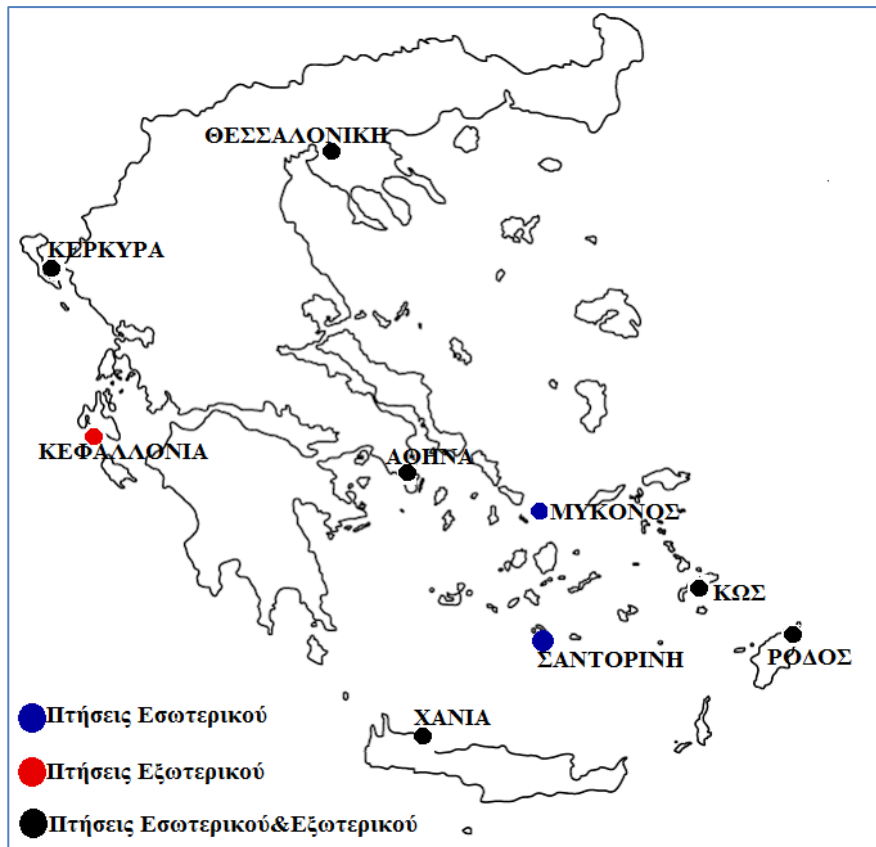 ΘΕΣΣΑΛΟΝΙΚΗ
ΚΕΡΚΥΡΑ
ΚΕΦΑΛΛΟΝΙΑ
ΑΘΗΝΑ
ΜΥΚΟΝΟΣ
ΚΩΣ
ΣΑΝΤΟΡΙΝΗ
ΡΟΔΟΣ
ΧΑΝΙΑ
Πτήσεις Εσωτερικού
Πτήσεις Εξωτερικού
Πτήσεις Εσωτερικού&Εξωτερικού